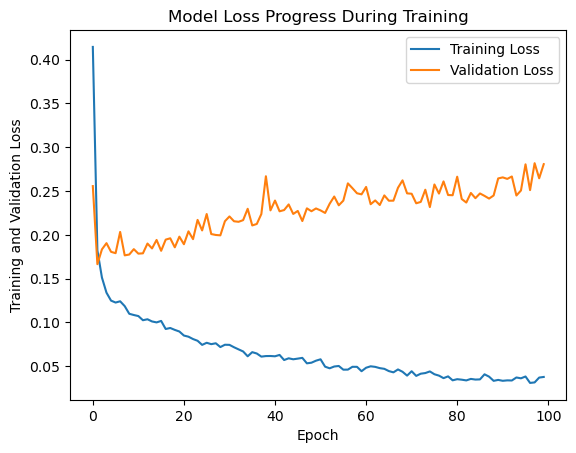 Model Loss Progress During Training
Training Loss
Validation Loss
Training and Validation Loss
0.40
0.35
0.30
0.25
0.20
0.15
0.10
0.05
0
20
40
60
80
100
Epoch